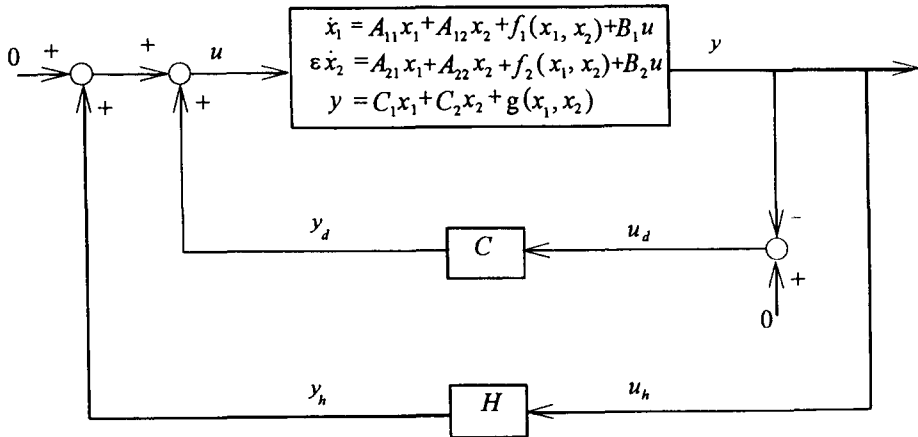 ẋ₁ = A₁₁x₁ + A₁₂x₂ + f₁(x₁, x₂) + B₁u
εẋ₂ = A₂₁x₁ + A₂₂x₂ + f₂(x₁, x₂) + B₂u
y = C₁x₁ + C₂x₂ + g(x₁, x₂)
0 + + u y
+ +
-
y_d C u_d
+
0
y_h H u_h